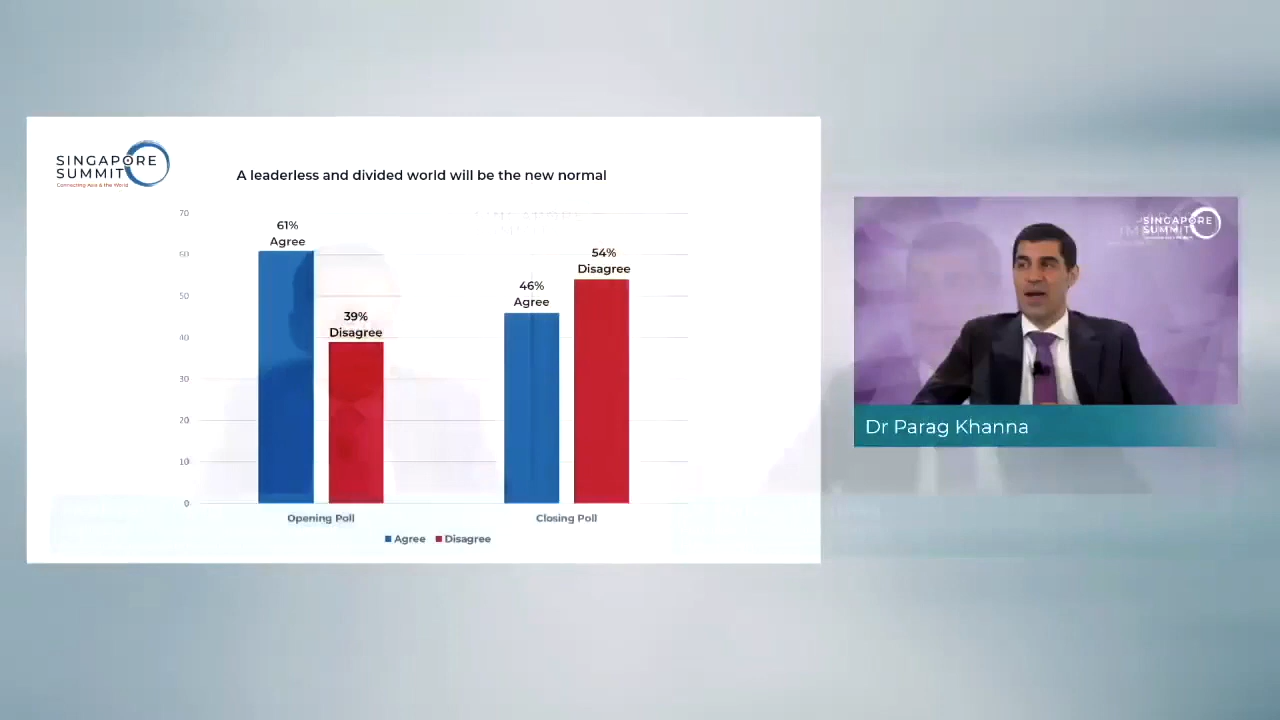 SINGAPORE
SUMMIT
Connecting Asia & the World
A leaderless and divided world will be the new normal
70
60
50
40
30
20
10
0
61%
Agree
39%
Disagree
46%
Agree
54%
Disagree
Opening Poll
Closing Poll
Agree
Disagree
SINGAPORE
SUMMIT
Dr Parag Khanna